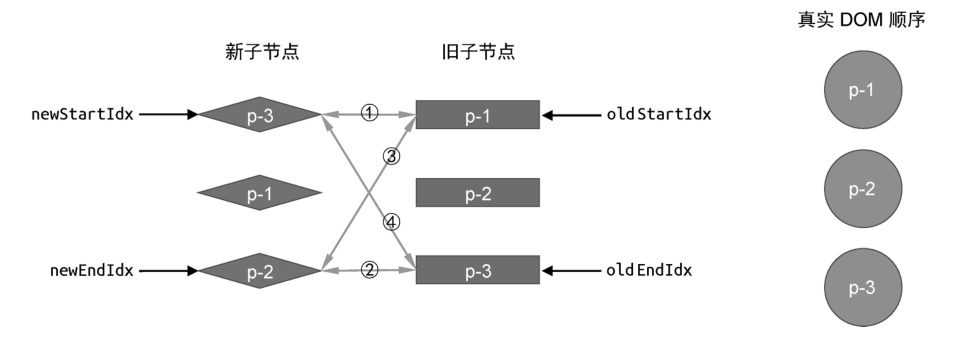 真实 DOM 顺序
新子节点
旧子节点
newStartIdx
p-3
①
p-1
oldStartIdx
p-1
③
p-1
p-2
p-2
④
newEndIdx
p-2
②
p-3
oldEndIdx
p-3